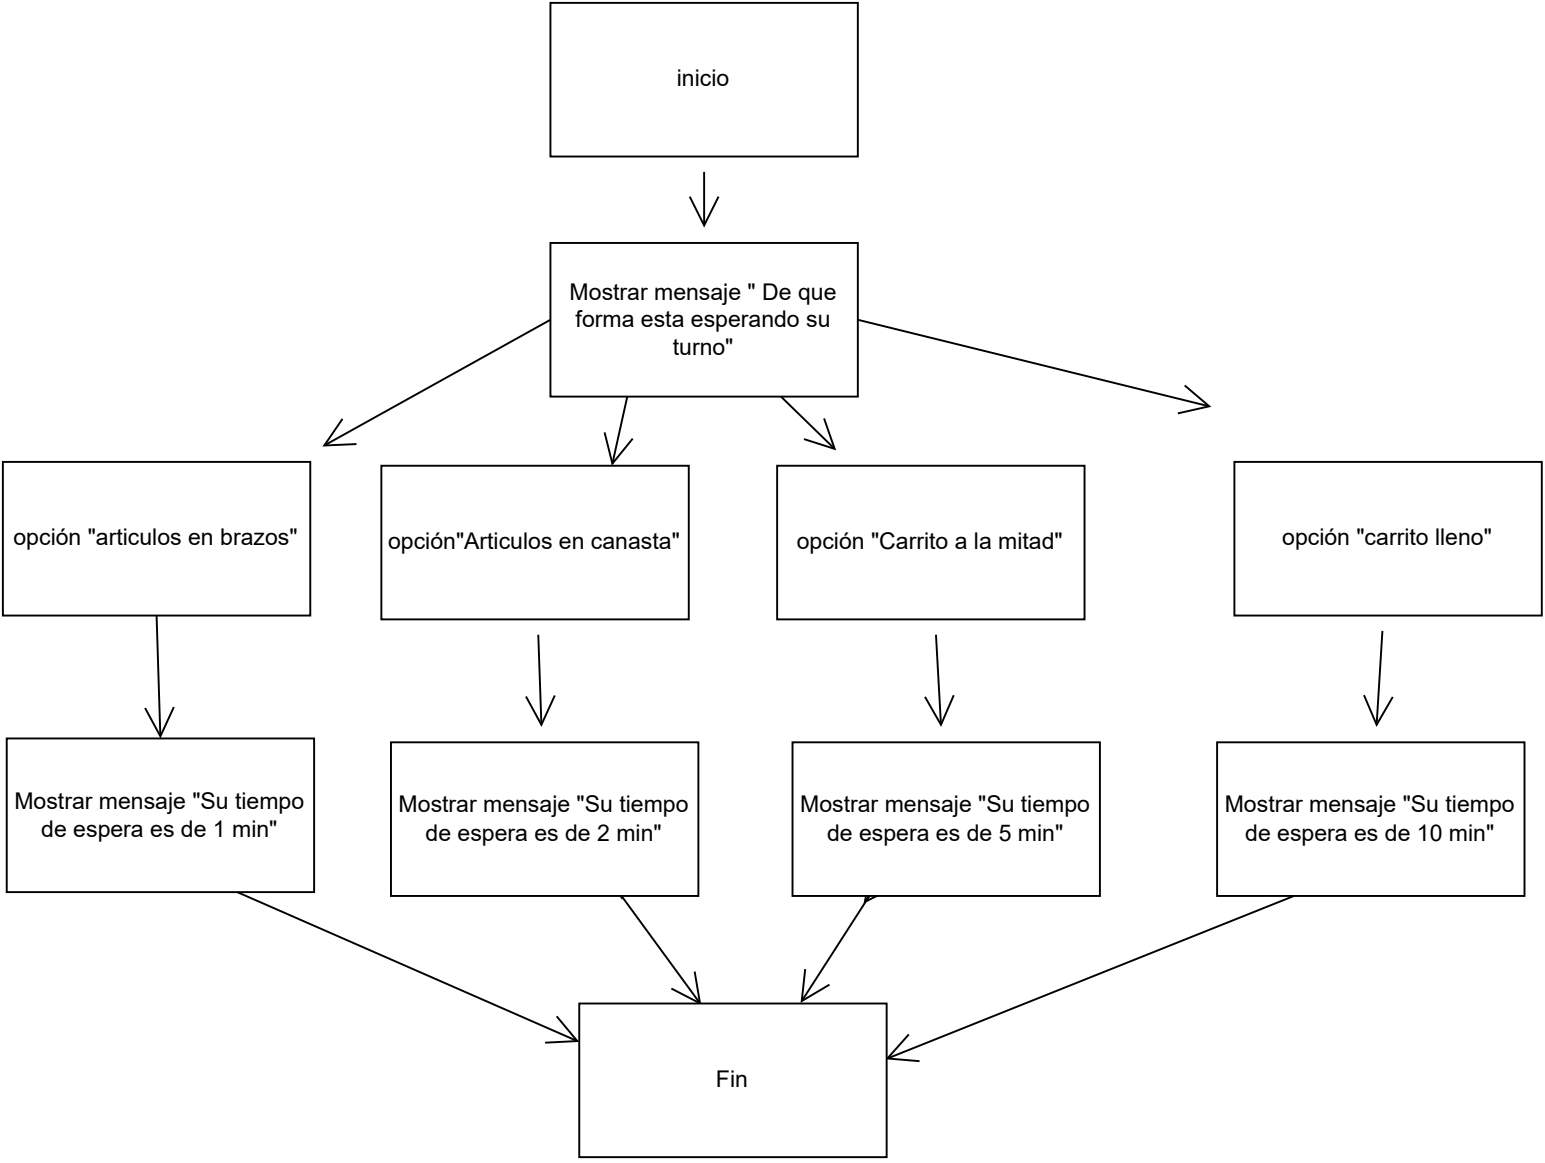 inicio
Mostrar mensaje " De que
forma esta esperando su
turno"
opción "articulos en brazos"
opción"Articulos en canasta"
opción "Carrito a la mitad"
opción "carrito lleno"
Mostrar mensaje "Su tiempo
de espera es de 1 min"
Mostrar mensaje "Su tiempo
de espera es de 2 min"
Mostrar mensaje "Su tiempo
de espera es de 5 min"
Mostrar mensaje "Su tiempo
de espera es de 10 min"
Fin